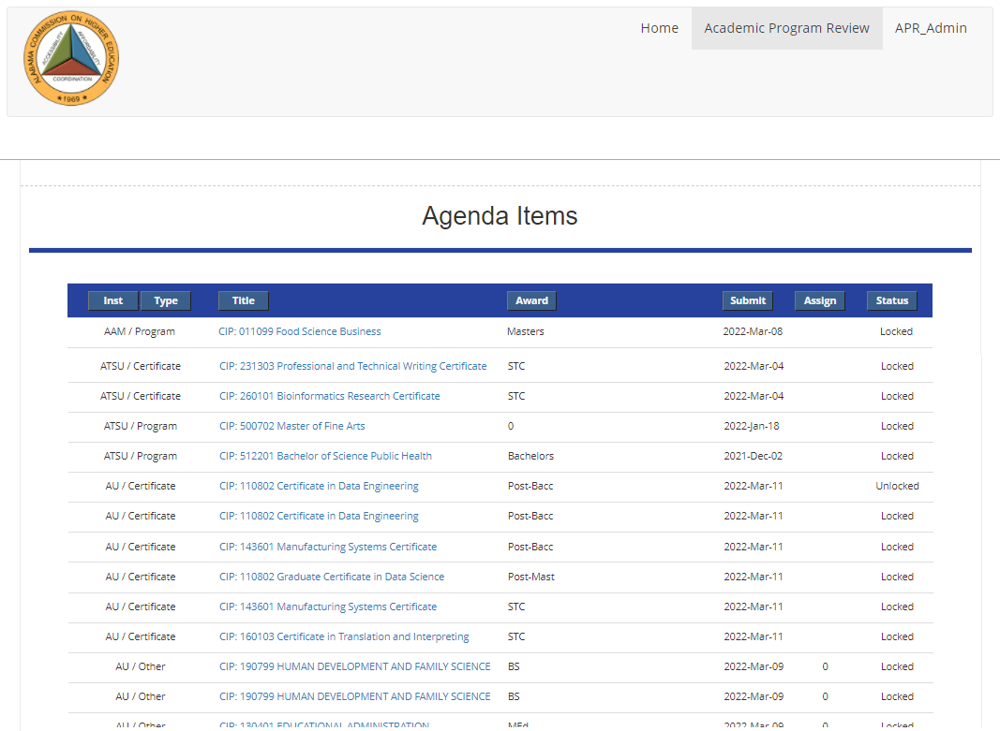 Home Academic Program Review APR_Admin
ALABAMA COMMISSION ON HIGHER EDUCATION
ACCESSIBILITY AFFORDABILITY
COORDINATION
★1969★
Agenda Items
Inst Type Title Award Submit Assign Status
AAM / Program CIP: 011099 Food Science Business Masters 2022-Mar-08 Locked
ATSU / Certificate CIP: 231303 Professional and Technical Writing Certificate STC 2022-Mar-04 Locked
ATSU / Certificate CIP: 260101 Bioinformatics Research Certificate STC 2022-Mar-04 Locked
ATSU / Program CIP: 500702 Master of Fine Arts 0 2022-Jan-18 Locked
ATSU / Program CIP: 512201 Bachelor of Science Public Health Bachelors 2021-Dec-02 Locked
AU / Certificate CIP: 110802 Certificate in Data Engineering Post-Bacc 2022-Mar-11 Unlocked
AU / Certificate CIP: 110802 Certificate in Data Engineering Post-Bacc 2022-Mar-11 Locked
AU / Certificate CIP: 143601 Manufacturing Systems Certificate Post-Bacc 2022-Mar-11 Locked
AU / Certificate CIP: 110802 Graduate Certificate in Data Science Post-Mast 2022-Mar-11 Locked
AU / Certificate CIP: 143601 Manufacturing Systems Certificate STC 2022-Mar-11 Locked
AU / Certificate CIP: 160103 Certificate in Translation and Interpreting STC 2022-Mar-11 Locked
AU / Other CIP: 190799 HUMAN DEVELOPMENT AND FAMILY SCIENCE BS 2022-Mar-09 0 Locked
AU / Other CIP: 190799 HUMAN DEVELOPMENT AND FAMILY SCIENCE BS 2022-Mar-09 0 Locked
AU / Other CIP: 130401 EDUCATIONAL ADMINISTRATION MEd 2022-Mar-09 0 Locked